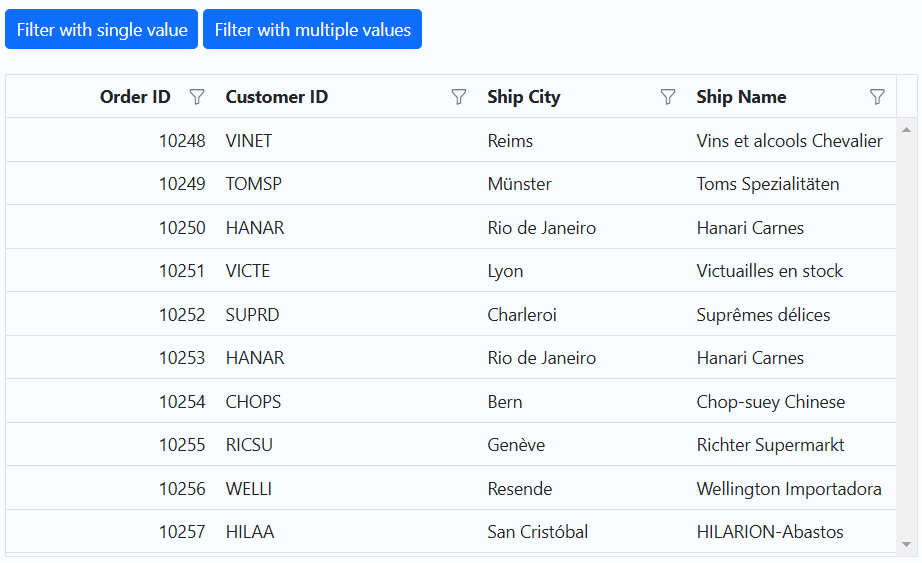 Filter with single value Filter with multiple values
Order ID Customer ID Ship City Ship Name
10248 VINET Reims Vins et alcools Chevalier
10249 TOMSP Münster Toms Spezialitäten
10250 HANAR Rio de Janeiro Hanari Carnes
10251 VICTE Lyon Victuailles en stock
10252 SUPRD Charleroi Suprêmes délices
10253 HANAR Rio de Janeiro Hanari Carnes
10254 CHOPS Bern Chop-suey Chinese
10255 RICSU Genève Richter Supermarkt
10256 WELLI Resende Wellington Importadora
10257 HILAA San Cristóbal HILARION-Abastos